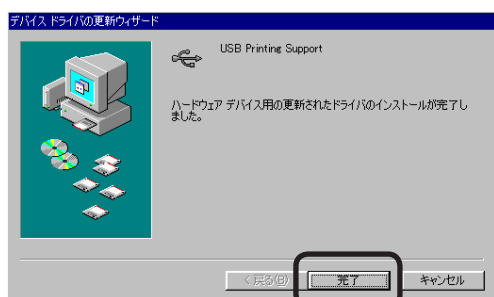 デバイス ドライバの更新ウィザード
USB Printing Support
ハードウェア デバイス用の更新されたドライバのインストールが完了し
ました。
< 戻る(B) 完了 キャンセル